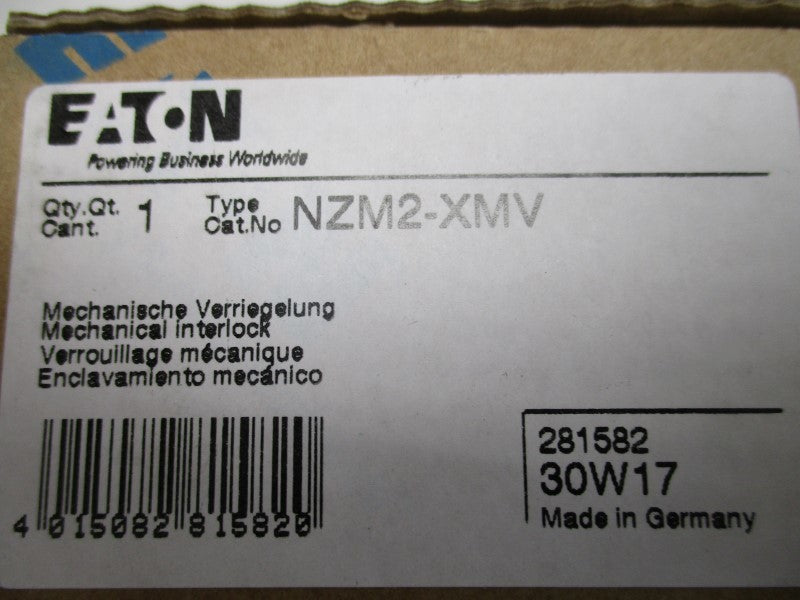 EATON
Powering Business Worldwide
Qty.Qt.
Cant.
1
Type
Cat.No
NZM2-XMV
Mechanische Verriegelung
Mechanical interlock
Verrouillage mécanique
Enclavamiento mecánico
4 015082 815820
281582
30W17
Made in Germany